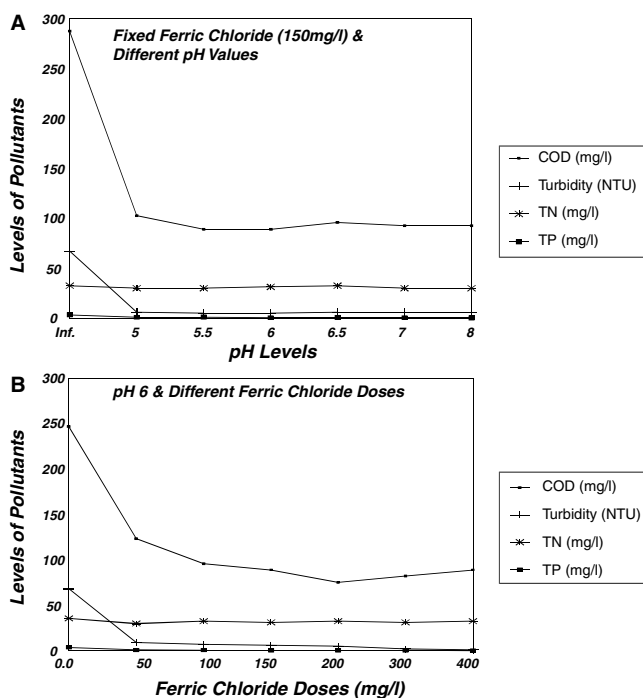 A
Fixed Ferric Chloride (150mg/l) &
Different pH Values
Levels of Pollutants
300
250
200
150
100
50
0
Inf. 5 5.5 6 6.5 7 8
pH Levels
COD (mg/l)
Turbidity (NTU)
TN (mg/l)
TP (mg/l)
B
pH 6 & Different Ferric Chloride Doses
Levels of Pollutants
300
250
200
150
100
50
0
0.0 50 100 150 200 300 400
Ferric Chloride Doses (mg/l)
COD (mg/l)
Turbidity (NTU)
TN (mg/l)
TP (mg/l)